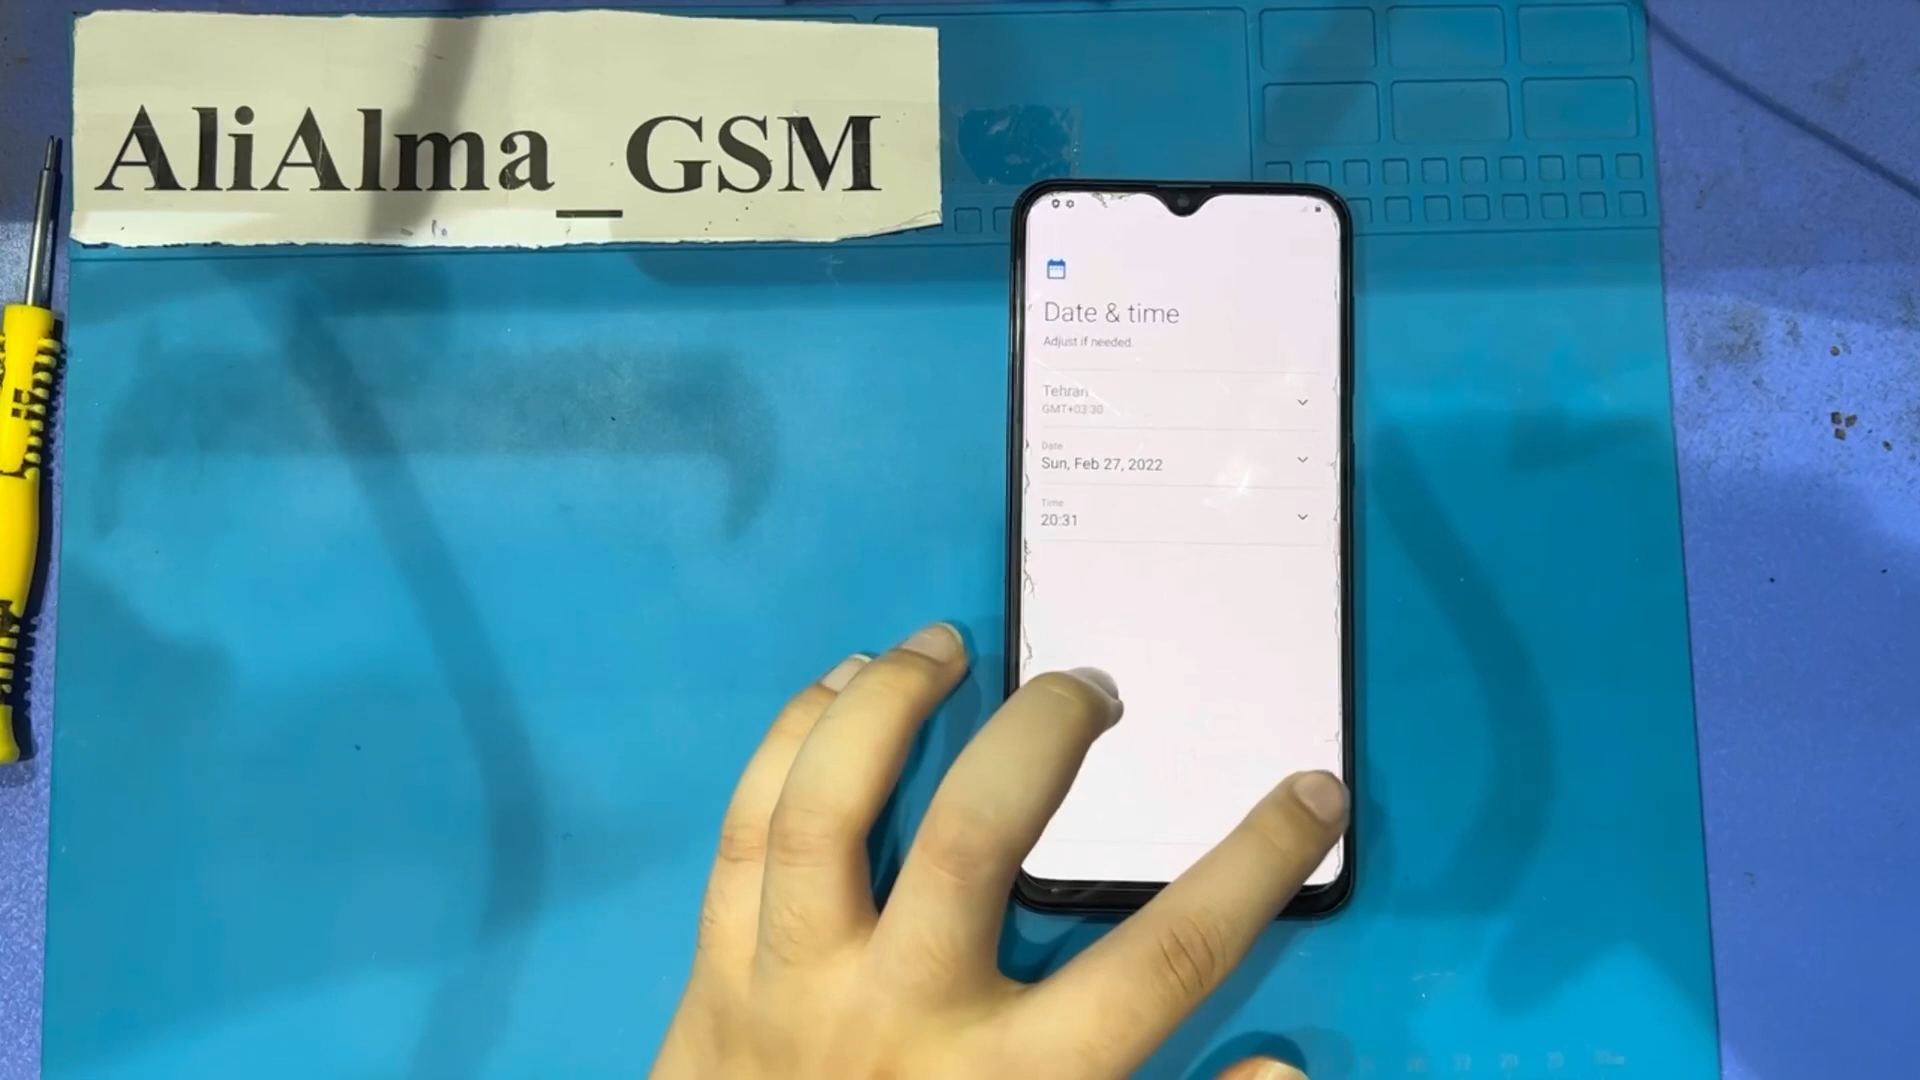 AliAlma_GSM
Date & time
Adjust if needed.
Tehran
GMT+03:30
Date
Sun, Feb 27, 2022
Time
20:31